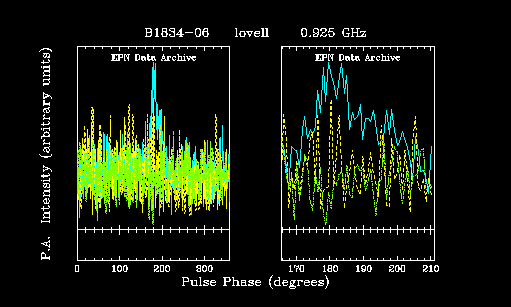 B1834-06 lovell 0.925 GHz
EPN Data Archive EPN Data Archive
P.A. Intensity (arbitrary units)
0 100 200 300 170 180 190 200 210
Pulse Phase (degrees)